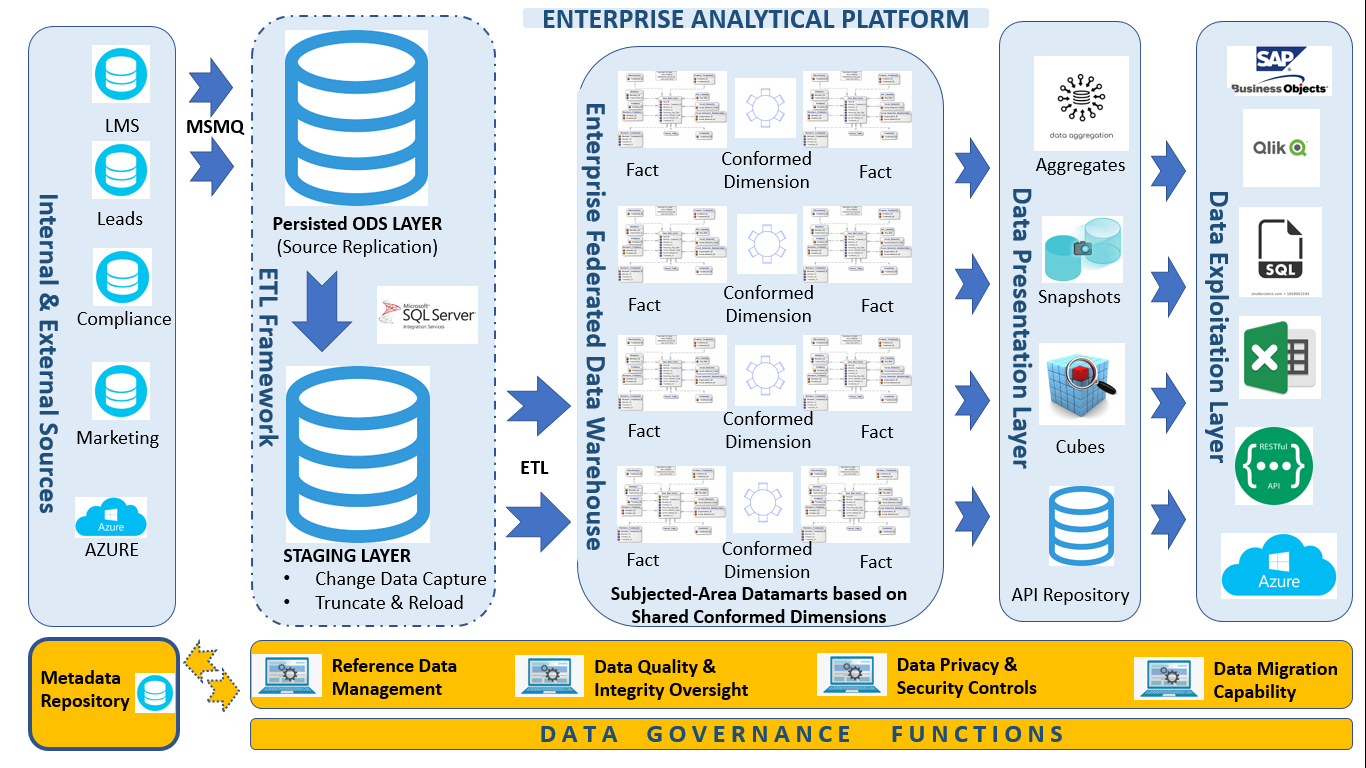 ENTERPRISE ANALYTICAL PLATFORM
Internal & External Sources
LMS
Leads
Compliance
Marketing
Azure
AZURE
MSMQ
ETL Framework
Persisted ODS LAYER
(Source Replication)
Microsoft
SQL Server
Integration Services
STAGING LAYER
• Change Data Capture
• Truncate & Reload
ETL
Enterprise Federated Data Warehouse
Fact
Conformed
Dimension
Fact
Fact
Conformed
Dimension
Fact
Fact
Conformed
Dimension
Fact
Fact
Conformed
Dimension
Fact
Subjected-Area Datamarts based on
Shared Conformed Dimensions
Data Presentation Layer
data aggregation
Aggregates
Snapshots
Cubes
API Repository
Data Exploitation Layer
SAP
Business Objects
Qlik
SQL
X
RESTful
API
Azure
Metadata
Repository
Reference Data
Management
Data Quality &
Integrity Oversight
Data Privacy &
Security Controls
Data Migration
Capability
DATA GOVERNANCE FUNCTIONS